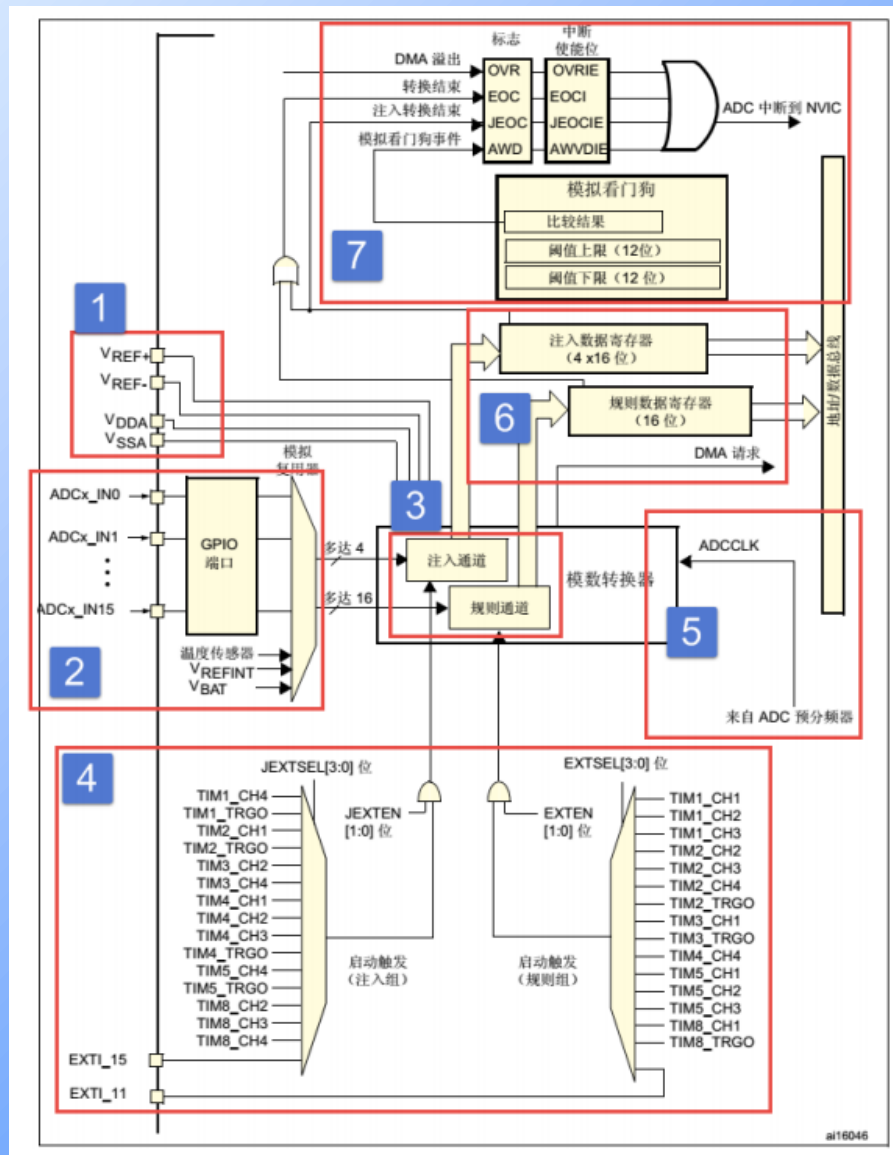 标志
中断
使能位
DMA 溢出
OVR
OVRIE
转换结束
EOC
EOCI
注入转换结束
JEOC
JEOCIE
模拟看门狗事件
AWD
AWVDIE
ADC 中断到 NVIC
模拟看门狗
比较结果
阈值上限（12位）
阈值下限（12 位）
7
1
VREF+
VREF-
VDDA
VSSA
注入数据寄存器
(4 x16 位)
规则数据寄存器
(16 位)
6
地址/数据总线
DMA 请求
模拟
复用器
ADCx_IN0
ADCx_IN1
ADCx_IN15
GPIO
端口
温度传感器
VREFINT
VBAT
2
3
多达 4
注入通道
多达 16
规则通道
模数转换器
ADCCLK
5
来自 ADC 预分频器
4
JEXTSEL[3:0] 位
EXTSEL[3:0] 位
JEXTEN
[1:0] 位
EXTEN
[1:0] 位
TIM1_CH4
TIM1_TRGO
TIM2_CH1
TIM2_TRGO
TIM3_CH2
TIM3_CH4
TIM4_CH1
TIM4_CH2
TIM4_CH3
TIM4_TRGO
TIM5_CH4
TIM5_TRGO
TIM8_CH2
TIM8_CH3
TIM8_CH4
启动触发
（注入组）
启动触发
（规则组）
TIM1_CH1
TIM1_CH2
TIM1_CH3
TIM2_CH2
TIM2_CH3
TIM2_CH4
TIM2_TRGO
TIM3_CH1
TIM3_TRGO
TIM4_CH4
TIM5_CH1
TIM5_CH2
TIM5_CH3
TIM8_CH1
TIM8_TRGO
EXTI_15
EXTI_11
ai16046